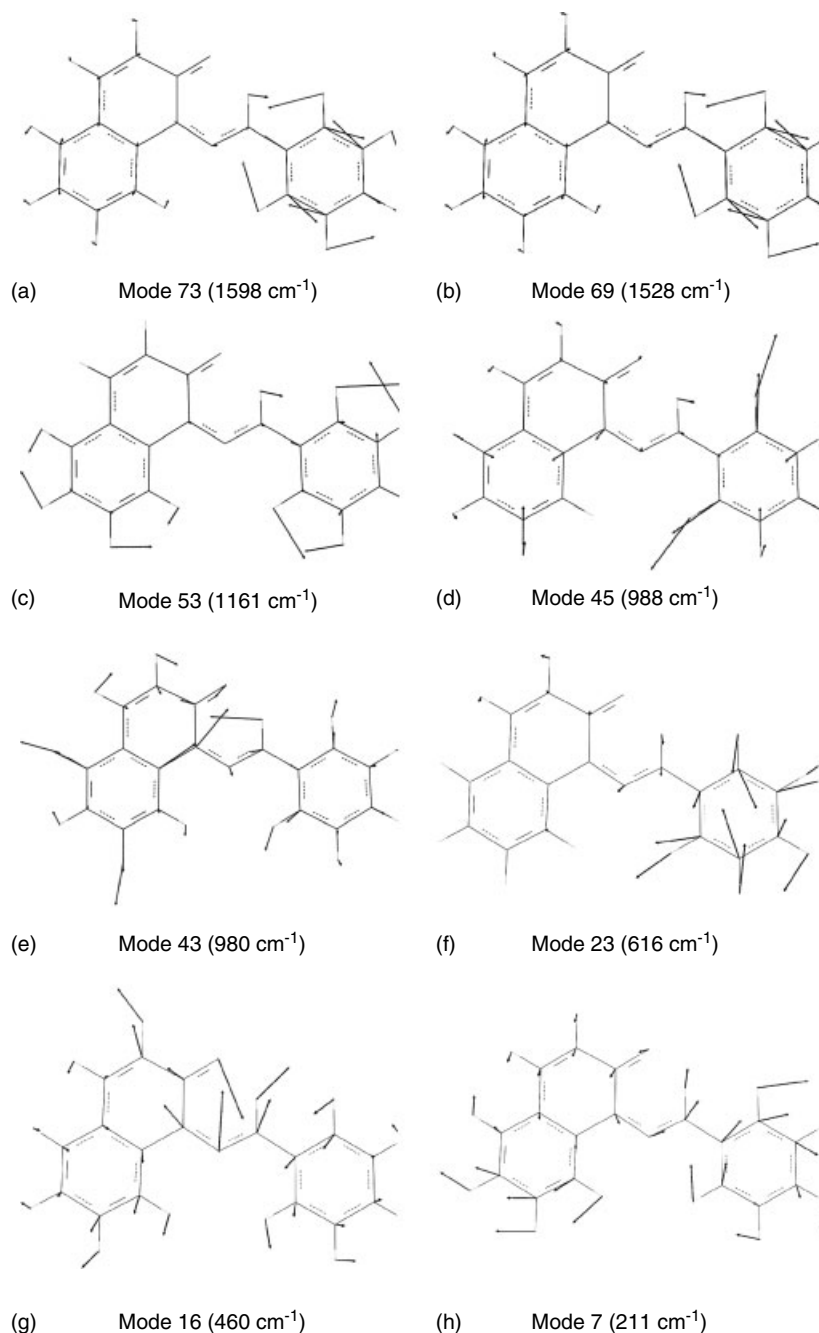 (a) Mode 73 (1598 cm⁻¹)
(b) Mode 69 (1528 cm⁻¹)
(c) Mode 53 (1161 cm⁻¹)
(d) Mode 45 (988 cm⁻¹)
(e) Mode 43 (980 cm⁻¹)
(f) Mode 23 (616 cm⁻¹)
(g) Mode 16 (460 cm⁻¹)
(h) Mode 7 (211 cm⁻¹)